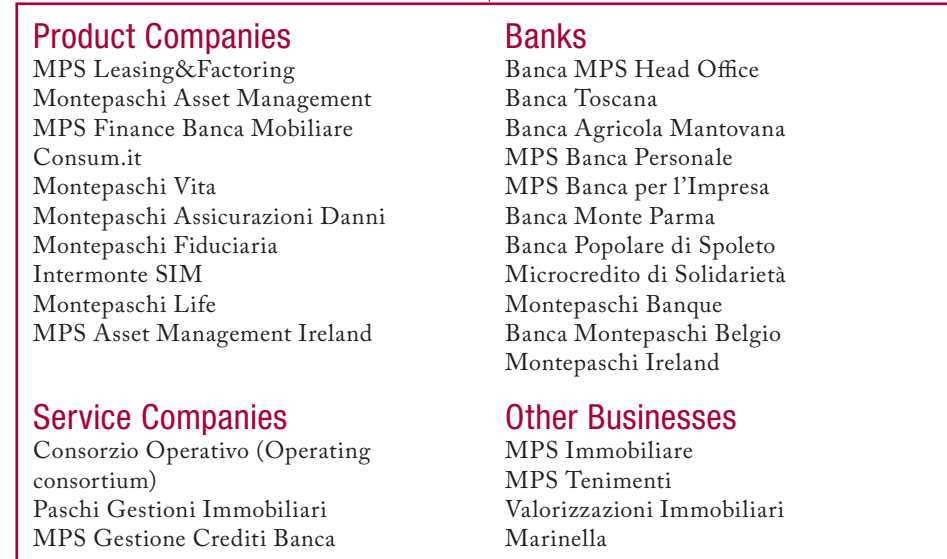 Product Companies
MPS Leasing&Factoring
Montepaschi Asset Management
MPS Finance Banca Mobiliare
Consum.it
Montepaschi Vita
Montepaschi Assicurazioni Danni
Montepaschi Fiduciaria
Intermonte SIM
Montepaschi Life
MPS Asset Management Ireland
Banks
Banca MPS Head Office
Banca Toscana
Banca Agricola Mantovana
MPS Banca Personale
MPS Banca per l’Impresa
Banca Monte Parma
Banca Popolare di Spoleto
Microcredito di Solidarietà
Montepaschi Banque
Banca Montepaschi Belgio
Montepaschi Ireland
Service Companies
Consorzio Operativo (Operating
consortium)
Paschi Gestioni Immobiliari
MPS Gestione Crediti Banca
Other Businesses
MPS Immobiliare
MPS Tenimenti
Valorizzazioni Immobiliari
Marinella